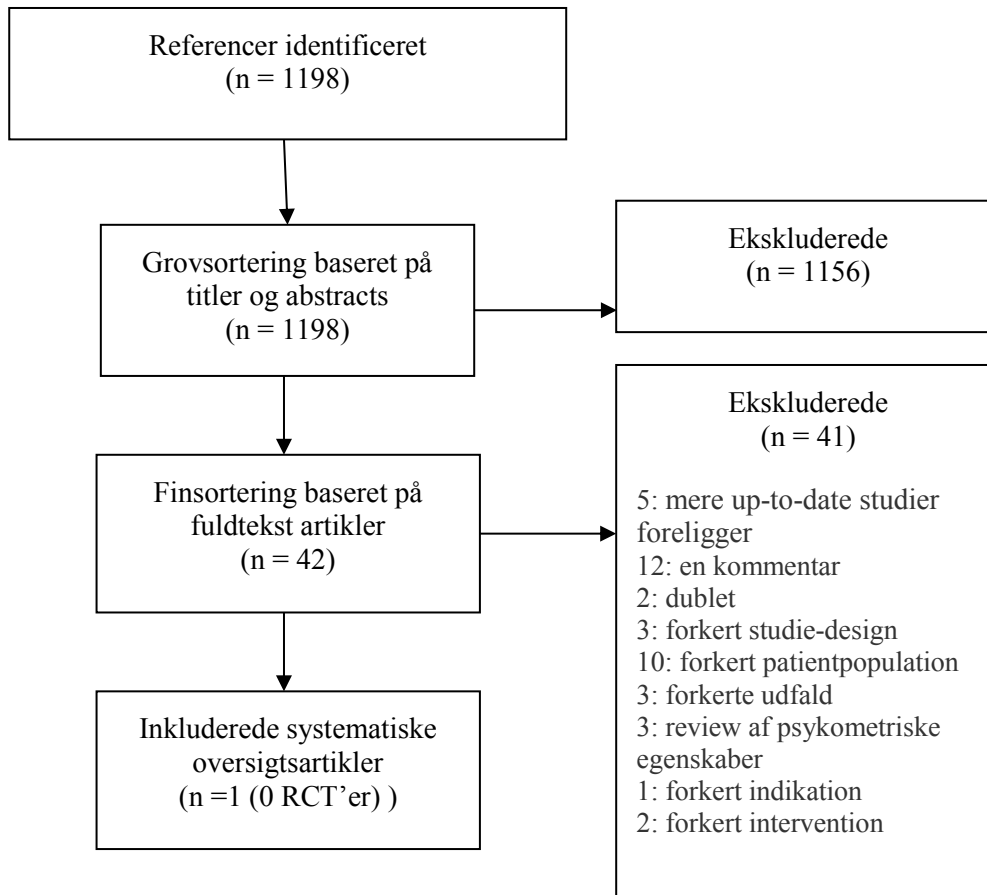 Referencer identificeret
(n = 1198)
Grovsortering baseret på
titler og abstracts
(n = 1198)
Ekskluderede
(n = 1156)
Finsortering baseret på
fuldtekst artikler
(n = 42)
Ekskluderede
(n = 41)
5: mere up-to-date studier
foreligger
12: en kommentar
2: dublet
3: forkert studie-design
10: forkert patientpopulation
3: forkerte udfald
3: review af psykometriske
egenskaber
1: forkert indikation
2: forkert intervention
Inkluderede systematiske
oversigtsartikler
(n =1 (0 RCT’er) )